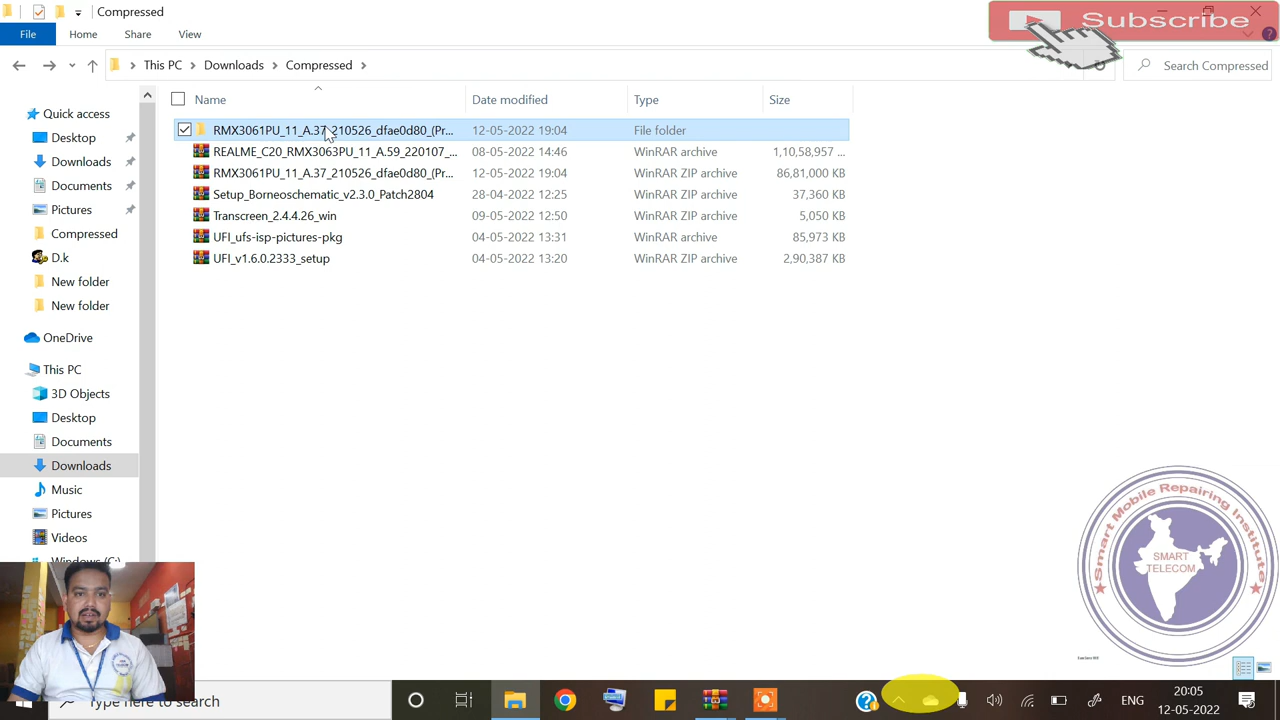 Compressed
Subscribe
File Home Share View
This PC Downloads Compressed
Search Compressed
Name Date modified Type Size
RMX3061PU_11_A.37_210526_dfae0d80_(Pr... 12-05-2022 19:04 File folder
REALME_C20_RMX3063PU_11_A.59_220107_... 08-05-2022 14:46 WinRAR archive 1,10,58,957 ...
RMX3061PU_11_A.37_210526_dfae0d80_(Pr... 12-05-2022 19:04 WinRAR ZIP archive 86,81,000 KB
Setup_Borneoschematic_v2.3.0_Patch2804 28-04-2022 12:25 WinRAR ZIP archive 37,360 KB
Transcreen_2.4.4.26_win 09-05-2022 12:50 WinRAR ZIP archive 5,050 KB
UFI_ufs-isp-pictures-pkg 04-05-2022 13:31 WinRAR archive 85,973 KB
UFI_v1.6.0.2333_setup 04-05-2022 13:20 WinRAR ZIP archive 2,90,387 KB
Quick access
Desktop
Downloads
Documents
Pictures
Compressed
D.k
New folder
New folder
OneDrive
This PC
3D Objects
Desktop
Documents
Downloads
Music
Pictures
Videos
Windows (C:)
Smart Mobile Repairing Institute
SMART
TELECOM
Type here to search
ENG
20:05
12-05-2022